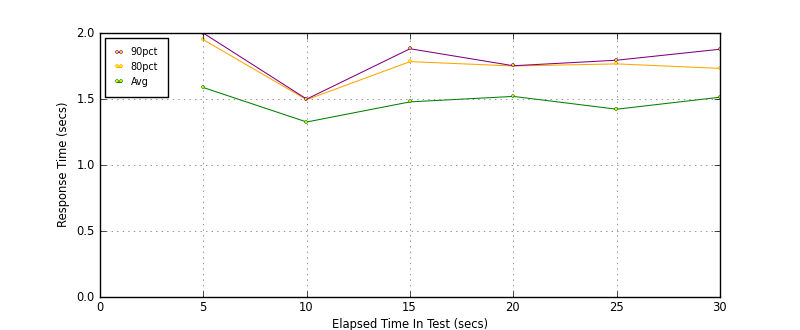 2.0
1.5
1.0
0.5
0.0
Response Time (secs)
90pct
80pct
Avg
0 5 10 15 20 25 30
Elapsed Time In Test (secs)